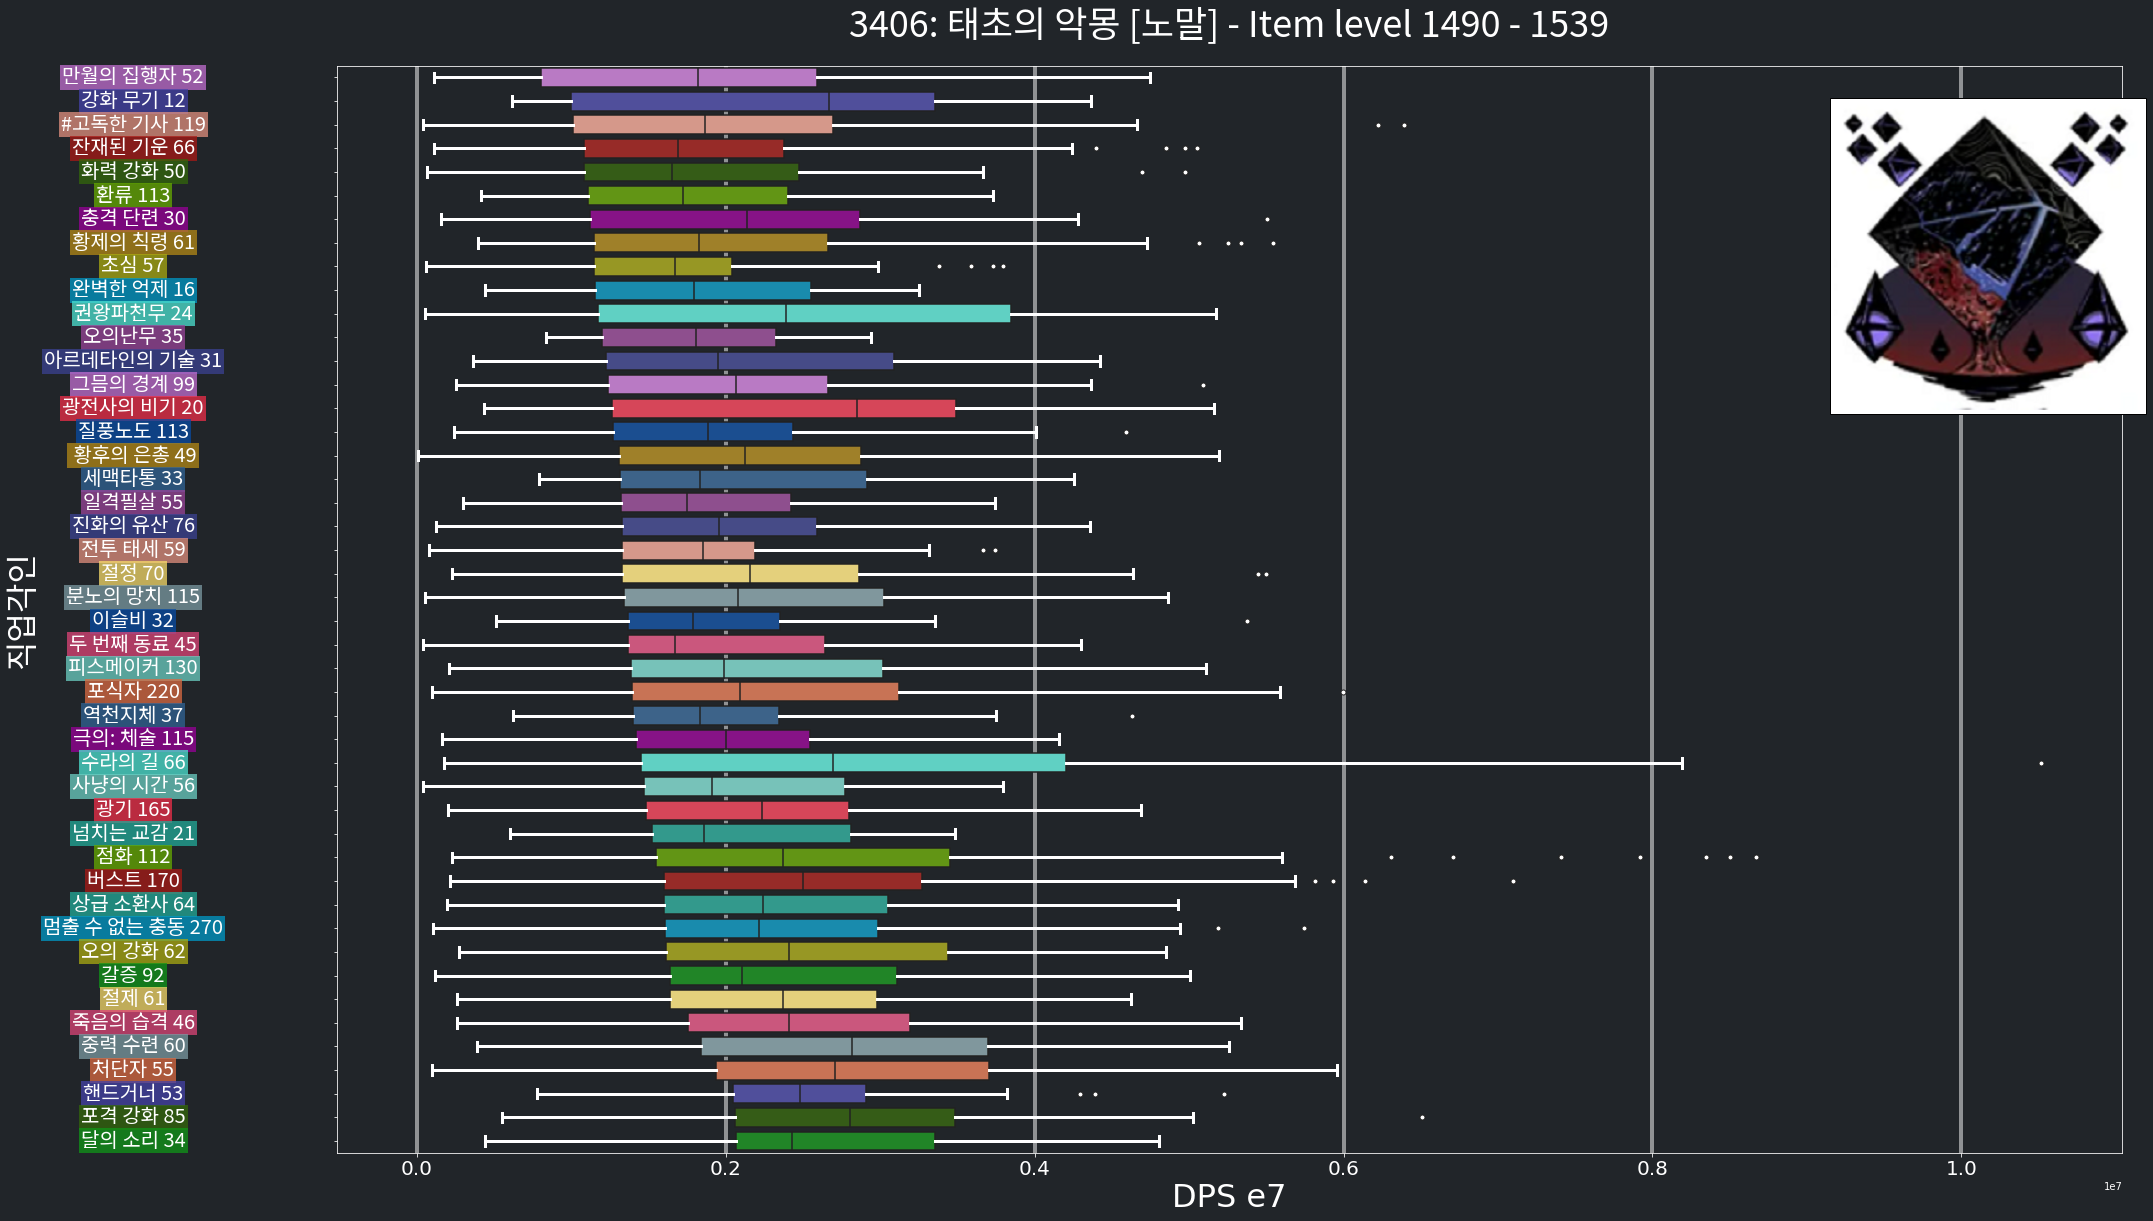 3406: 태초의 악몽 [노말] - Item level 1490 - 1539
만월의 집행자 52
강화 무기 12
#고독한 기사 119
잔재된 기운 66
화력 강화 50
환류 113
충격 단련 30
황제의 칙령 61
초심 57
완벽한 억제 16
권왕파천무 24
오의난무 35
아르데타인의 기술 31
그믐의 경계 99
광전사의 비기 20
질풍노도 113
황후의 은총 49
세맥타통 33
일격필살 55
진화의 유산 76
전투 태세 59
절정 70
분노의 망치 115
이슬비 32
두 번째 동료 45
피스메이커 130
포식자 220
역천지체 37
극의: 체술 115
수라의 길 66
사냥의 시간 56
광기 165
넘치는 교감 21
점화 112
버스트 170
상급 소환사 64
멈출 수 없는 충동 270
오의 강화 62
갈증 92
절제 61
죽음의 습격 46
중력 수련 60
처단자 55
핸드거너 53
포격 강화 85
달의 소리 34
직업각인
0.0 0.2 0.4 0.6 0.8 1.0
1e7
DPS e7